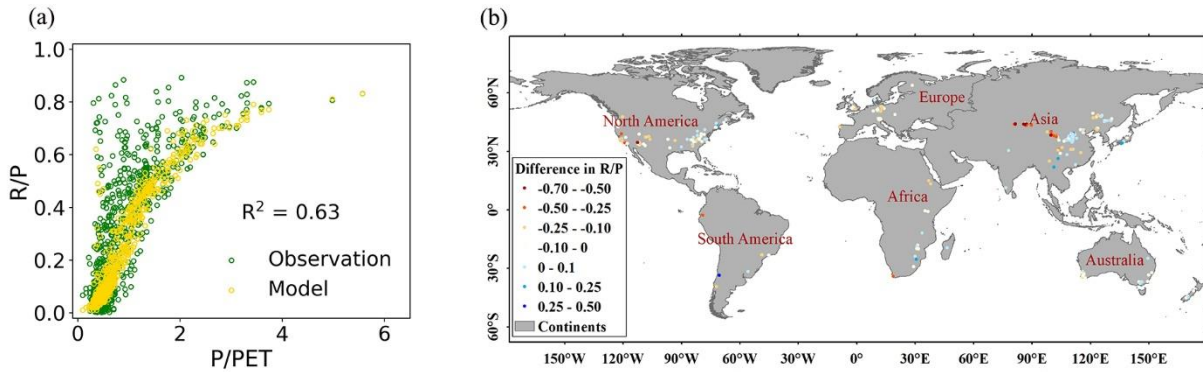 (a)
1.0
0.8
0.6
0.4
0.2
0.0
R/P
R² = 0.63
Observation
Model
0 2 4 6
P/PET
(b)
60°N
30°N
0°
30°S
60°S
North America
Europe
Asia
Africa
South America
Australia
Difference in R/P
-0.70 - -0.50
-0.50 - -0.25
-0.25 - -0.10
-0.10 - 0
0 - 0.1
0.10 - 0.25
0.25 - 0.50
Continents
150°W 120°W 90°W 60°W 30°W 0° 30°E 60°E 90°E 120°E 150°E